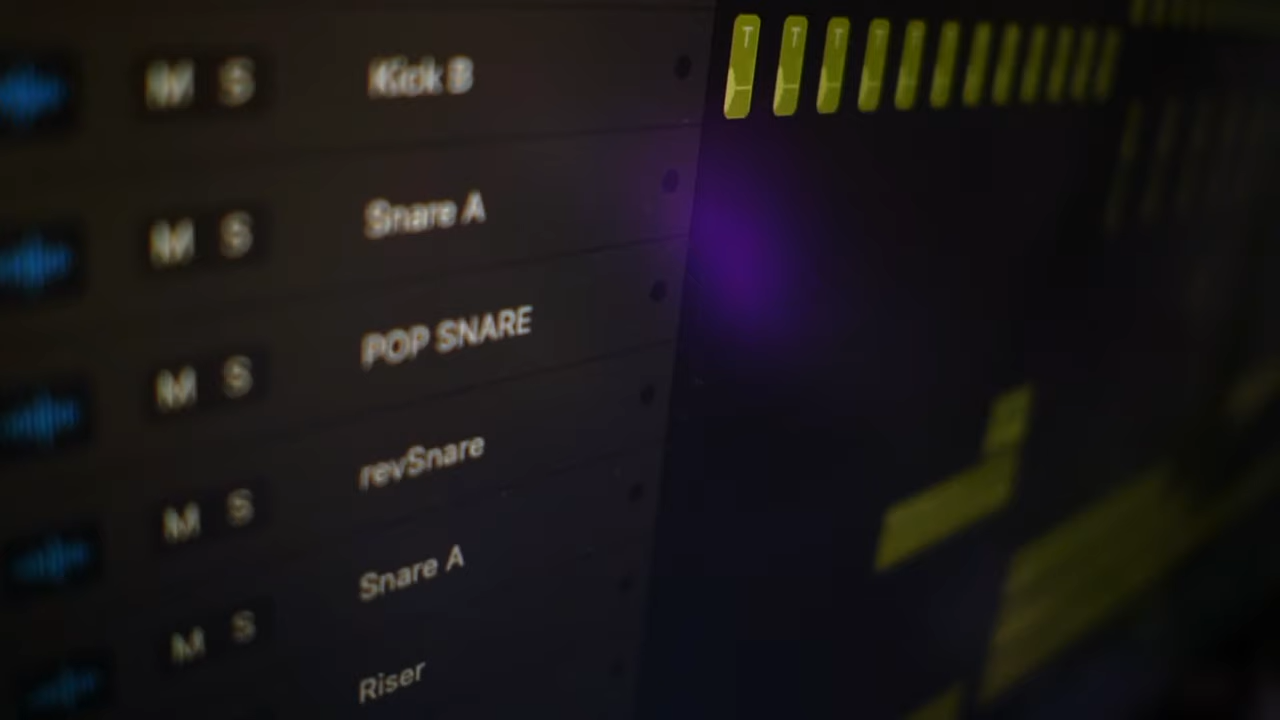 M S Kick B
T T T T T
M S Snare A
M S POP SNARE
M S revSnare
M S Snare A
Riser